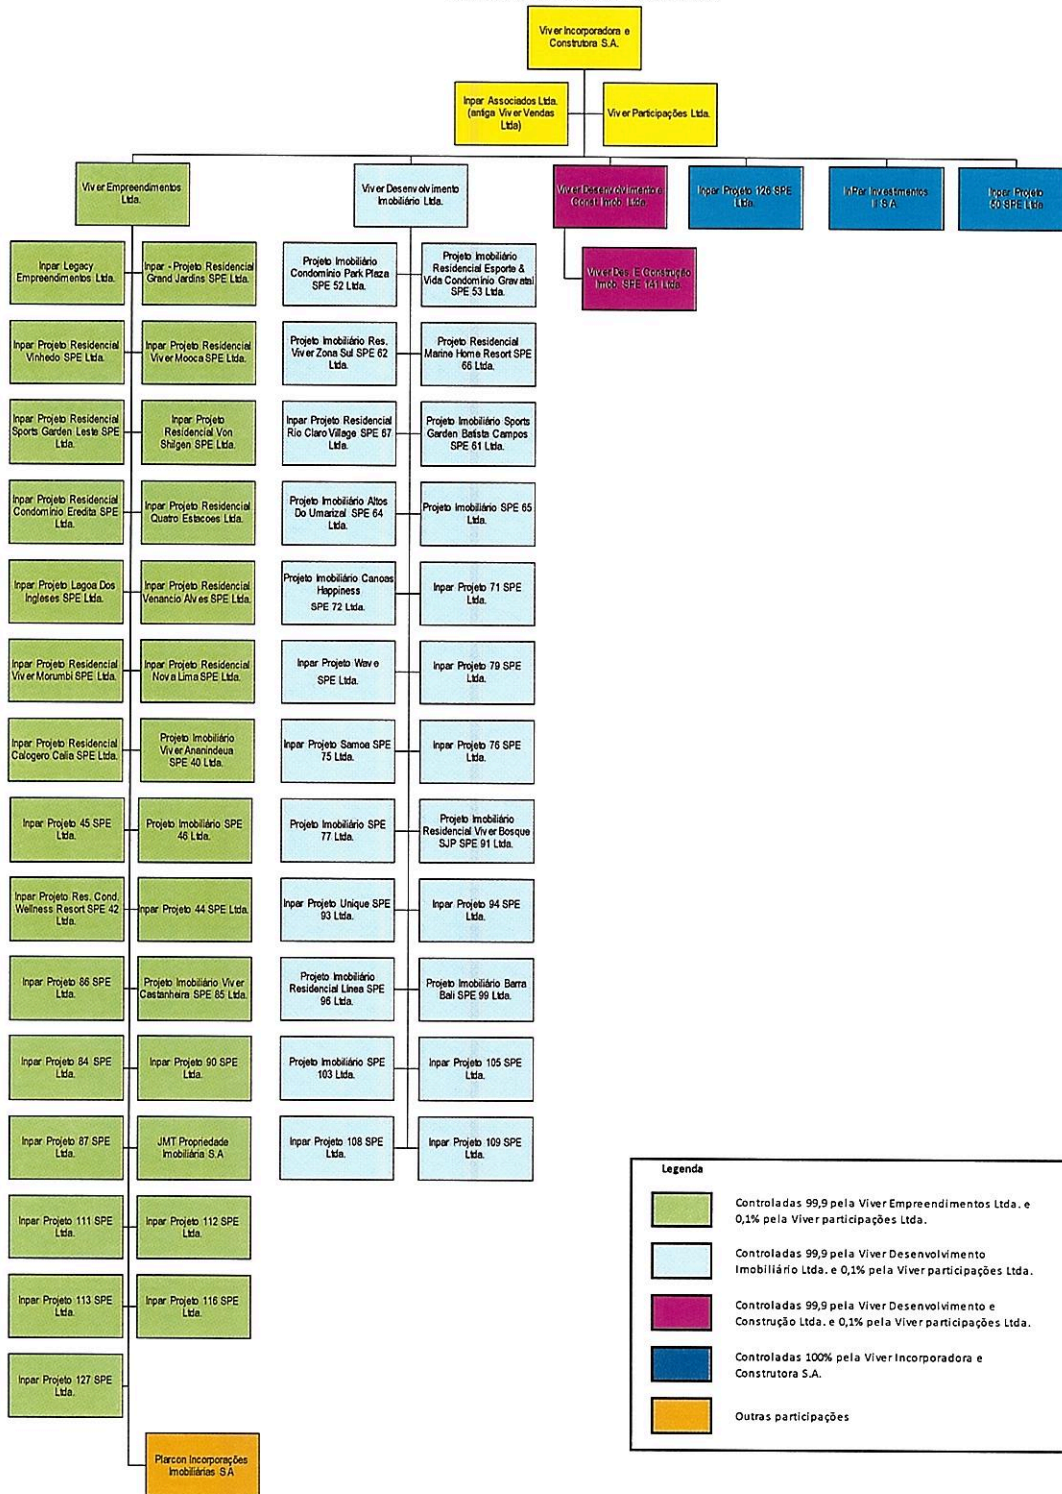 Viver Incorporadora e
Construtora S.A.
Inpar Associados Ltda.
(antiga Viver Vendas
Ltda)
Viver Participações Ltda.
Viver Empreendimentos
Ltda.
Viver Desenvolvimento
Imobiliário Ltda.
Viver Desenvolvimento e
Const. Imob. Ltda.
Inpar Projeto 126 SPE
Ltda.
InPar Investimentos
II S.A.
Inpar Projeto
50 SPE Ltda.
Viver Des. E Construção
Imob. SPE 141 Ltda.
Inpar Legacy
Empreendimentos Ltda.
Inpar - Projeto Residencial
Grand Jardins SPE Ltda.
Inpar Projeto Residencial
Vinhedo SPE Ltda.
Inpar Projeto Residencial
Viver Mooca SPE Ltda.
Inpar Projeto Residencial
Sports Garden Leste SPE
Ltda.
Inpar Projeto
Residencial Von
Shilgen SPE Ltda.
Inpar Projeto Residencial
Condomínio Eredita SPE
Ltda.
Inpar Projeto Residencial
Quatro Estacoes Ltda.
Inpar Projeto Lagoa Dos
Ingleses SPE Ltda.
Inpar Projeto Residencial
Venancio Alves SPE Ltda.
Inpar Projeto Residencial
Viver Morumbi SPE Ltda.
Inpar Projeto Residencial
Nova Lima SPE Ltda.
Inpar Projeto Residencial
Calogero Calia SPE Ltda.
Projeto Imobiliário
Viver Ananindeua
SPE 40 Ltda.
Inpar Projeto 45 SPE
Ltda.
Projeto Imobiliário SPE
46 Ltda.
Inpar Projeto Res. Cond.
Wellness Resort SPE 42
Ltda.
Inpar Projeto 44 SPE Ltda.
Inpar Projeto 86 SPE
Ltda.
Projeto Imobiliário Viver
Castanheira SPE 85 Ltda.
Inpar Projeto 84 SPE
Ltda.
Inpar Projeto 90 SPE
Ltda.
Inpar Projeto 87 SPE
Ltda.
JMT Propriedade
Imobiliária S.A
Inpar Projeto 111 SPE
Ltda.
Inpar Projeto 112 SPE
Ltda.
Inpar Projeto 113 SPE
Ltda.
Inpar Projeto 116 SPE
Ltda.
Inpar Projeto 127 SPE
Ltda.
Plarcon Incorporações
Imobiliárias S.A
Projeto Imobiliário
Condomínio Park Plaza
SPE 52 Ltda.
Projeto Imobiliário
Residencial Esporte &
Vida Condomínio Gravataí
SPE 53 Ltda.
Projeto Imobiliário Res.
Viver Zona Sul SPE 62
Ltda.
Projeto Residencial
Marine Home Resort SPE
66 Ltda.
Inpar Projeto Residencial
Rio Claro Village SPE 67
Ltda.
Projeto Imobiliário Sports
Garden Batista Campos
SPE 61 Ltda.
Projeto Imobiliário Altos
Do Umarizal SPE 64
Ltda.
Projeto Imobiliário SPE 65
Ltda.
Projeto Imobiliário Canoas
Happiness
SPE 72 Ltda.
Inpar Projeto 71 SPE
Ltda.
Inpar Projeto Wave
SPE Ltda.
Inpar Projeto 79 SPE
Ltda.
Inpar Projeto Samoa SPE
75 Ltda.
Inpar Projeto 76 SPE
Ltda.
Projeto Imobiliário SPE
77 Ltda.
Projeto Imobiliário
Residencial Viver Bosque
SJP SPE 91 Ltda.
Inpar Projeto Unique SPE
93 Ltda.
Inpar Projeto 94 SPE
Ltda.
Projeto Imobiliário
Residencial Linea SPE
96 Ltda.
Projeto Imobiliário Barra
Bali SPE 99 Ltda.
Projeto Imobiliário SPE
103 Ltda.
Inpar Projeto 105 SPE
Ltda.
Inpar Projeto 108 SPE
Ltda.
Inpar Projeto 109 SPE
Ltda.
Legenda
Controladas 99,9 pela Viver Empreendimentos Ltda. e
0,1% pela Viver participações Ltda.
Controladas 99,9 pela Viver Desenvolvimento
Imobiliário Ltda. e 0,1% pela Viver participações Ltda.
Controladas 99,9 pela Viver Desenvolvimento e
Construção Ltda. e 0,1% pela Viver participações Ltda.
Controladas 100% pela Viver Incorporadora e
Construtora S.A.
Outras participações